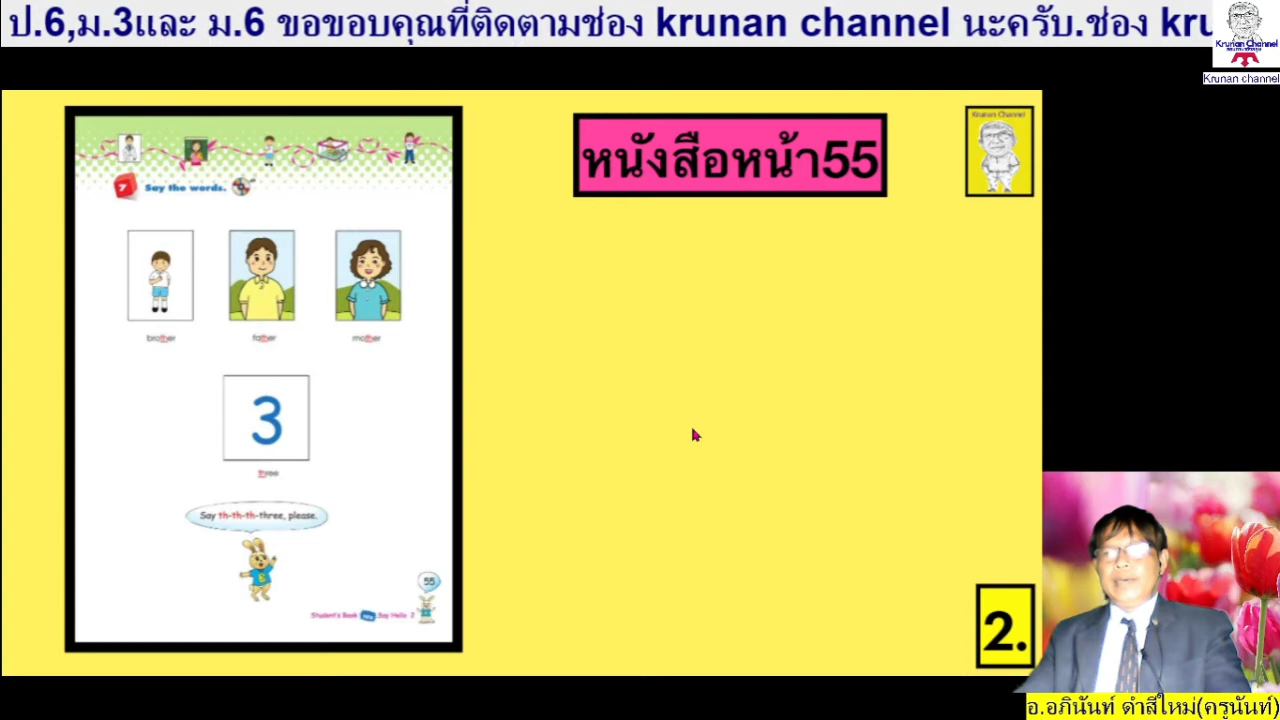 ป.6,ม.3และ ม.6 ขอขอบคุณที่ติดตามช่อง krunan channel นะครับ.ช่อง kru
Krunan Channel
Krunan channel
หนังสือหน้า55
Krunan Channel
7 Say the words.
brother father mother
3
three
Say th-th-th-three, please.
55
Student's Book New Say Hello 2
2.
อ.อภินันท์ ดำสีใหม่(ครูนันท์)